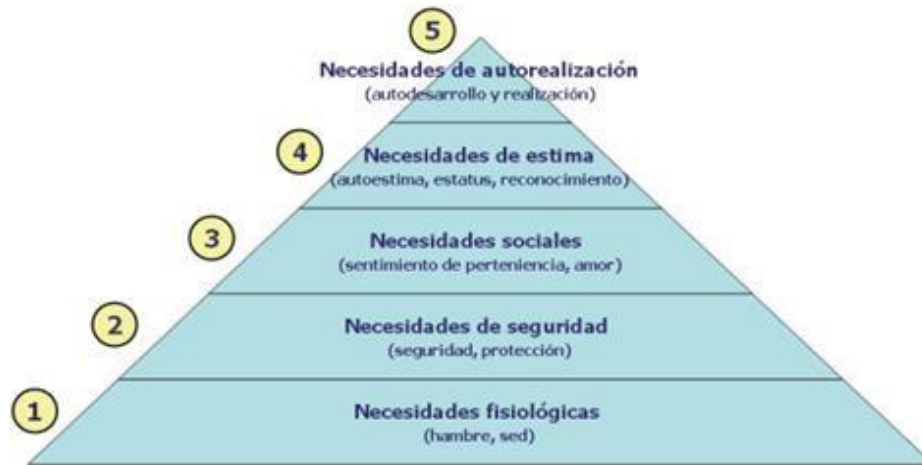 5
Necesidades de autorealización
(autodesarrollo y realización)
4
Necesidades de estima
(autoestima, estatus, reconocimiento)
3
Necesidades sociales
(sentimiento de perteniencia, amor)
2
Necesidades de seguridad
(seguridad, protección)
1
Necesidades fisiológicas
(hambre, sed)